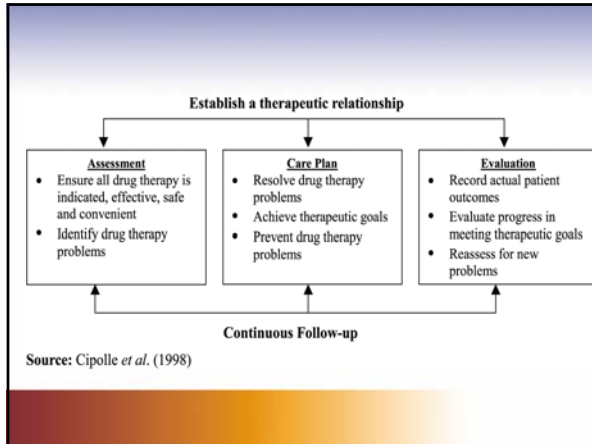 Establish a therapeutic relationship
Assessment
• Ensure all drug therapy is
indicated, effective, safe
and convenient
• Identify drug therapy
problems
Care Plan
• Resolve drug therapy
problems
• Achieve therapeutic goals
• Prevent drug therapy
problems
Evaluation
• Record actual patient
outcomes
• Evaluate progress in
meeting therapeutic goals
• Reassess for new
problems
Continuous Follow-up
Source: Cipolle et al. (1998)